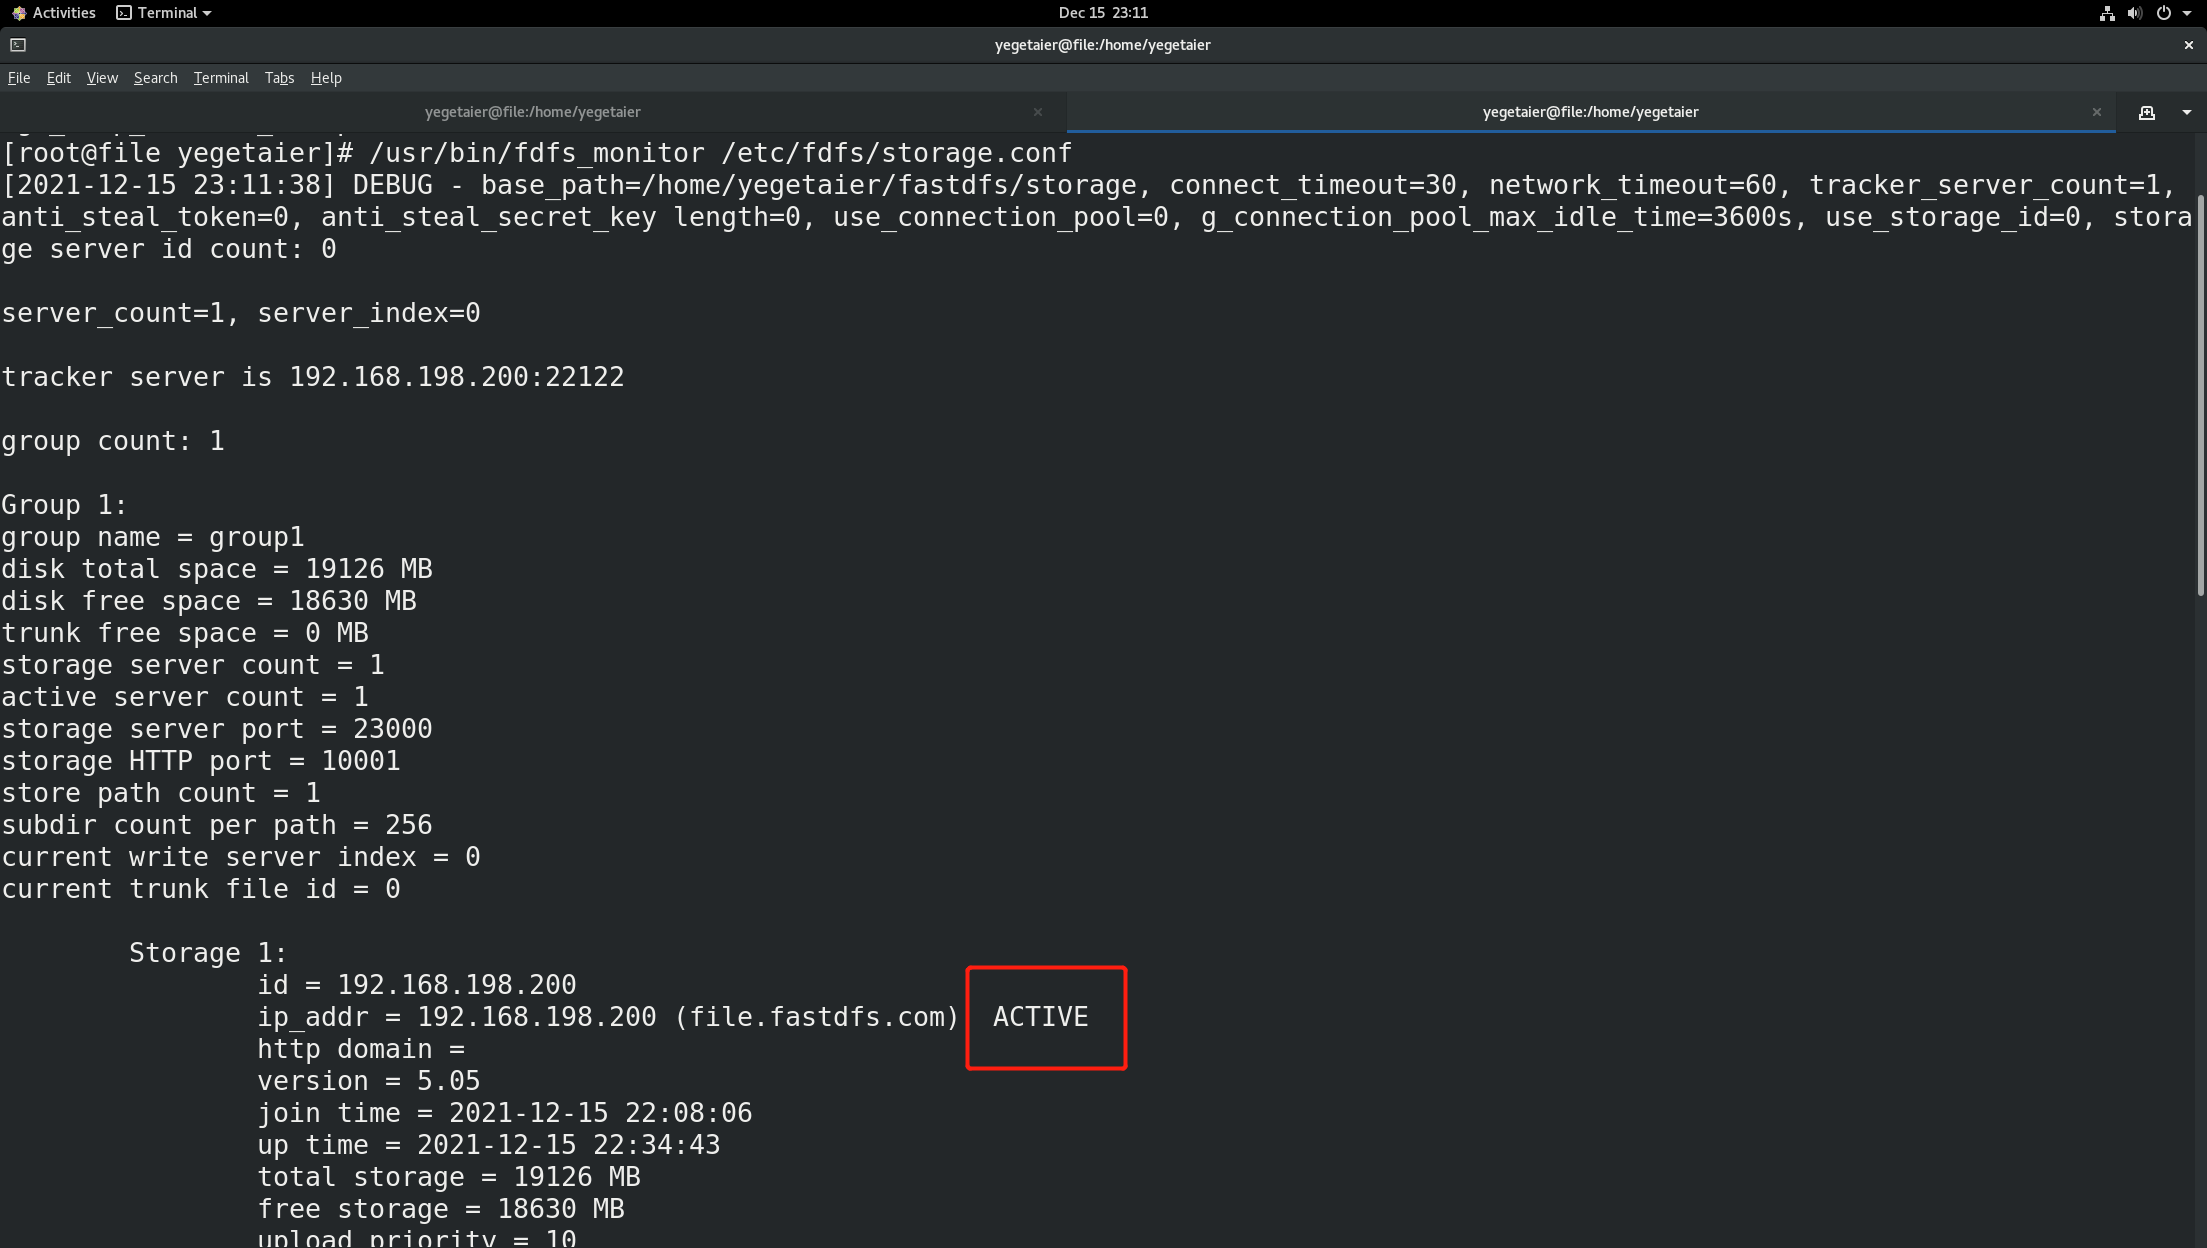 Activities Terminal Dec 15 23:11
yegetaier@file:/home/yegetaier
File Edit View Search Terminal Tabs Help
yegetaier@file:/home/yegetaier yegetaier@file:/home/yegetaier
[root@file yegetaier]# /usr/bin/fdfs_monitor /etc/fdfs/storage.conf
[2021-12-15 23:11:38] DEBUG - base_path=/home/yegetaier/fastdfs/storage, connect_timeout=30, network_timeout=60, tracker_server_count=1,
anti_steal_token=0, anti_steal_secret_key length=0, use_connection_pool=0, g_connection_pool_max_idle_time=3600s, use_storage_id=0, stora
ge server id count: 0
server_count=1, server_index=0
tracker server is 192.168.198.200:22122
group count: 1
Group 1:
group name = group1
disk total space = 19126 MB
disk free space = 18630 MB
trunk free space = 0 MB
storage server count = 1
active server count = 1
storage server port = 23000
storage HTTP port = 10001
store path count = 1
subdir count per path = 256
current write server index = 0
current trunk file id = 0
Storage 1:
id = 192.168.198.200
ip_addr = 192.168.198.200 (file.fastdfs.com) ACTIVE
http domain =
version = 5.05
join time = 2021-12-15 22:08:06
up time = 2021-12-15 22:34:43
total storage = 19126 MB
free storage = 18630 MB
upload priority = 10